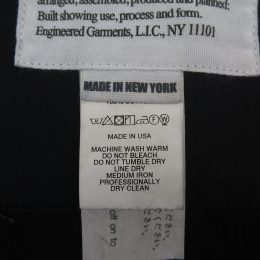 arranged, assembled, produced and planned;
Built showing use, process and form.
Engineered Garments, L.I.C., NY 11101
MADE IN NEW YORK
MADE IN USA
MACHINE WASH WARM
DO NOT BLEACH
DO NOT TUMBLE DRY
LINE DRY
MEDIUM IRON
PROFESSIONALLY
DRY CLEAN